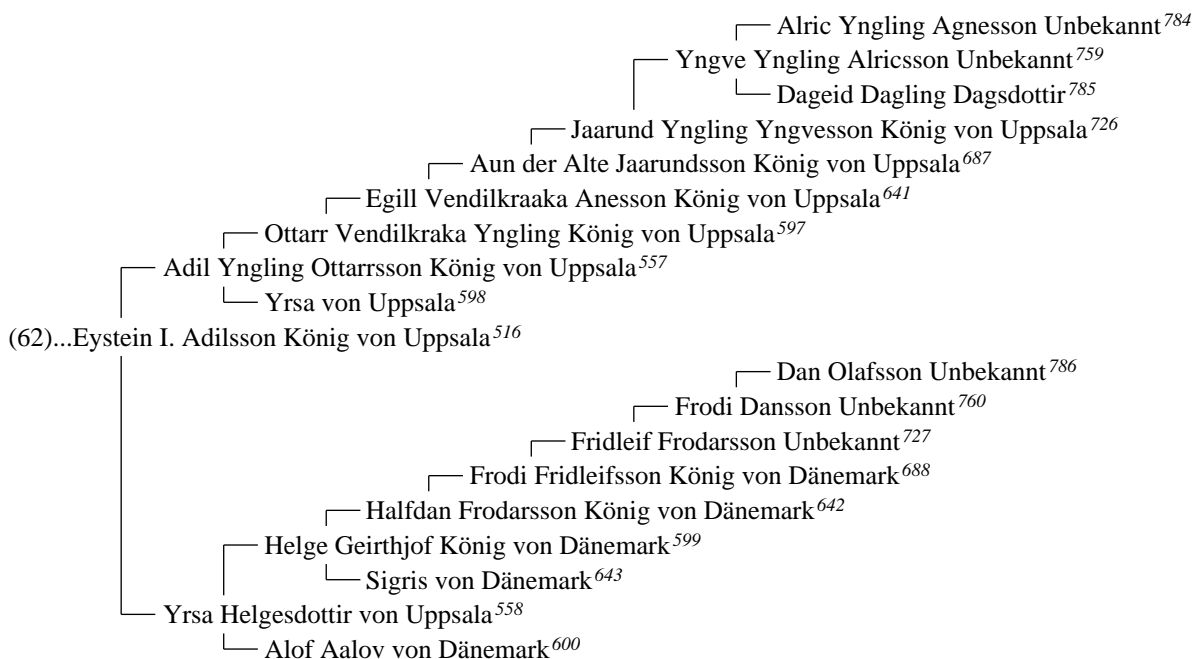 Alric Yngling Agnesson Unbekannt784
Yngve Yngling Alricsson Unbekannt759
Dageid Dagling Dagsdottir785
Jaarund Yngling Yngvesson König von Uppsala726
Aun der Alte Jaarundsson König von Uppsala687
Egill Vendilkraaka Anesson König von Uppsala641
Ottarr Vendilkraka Yngling König von Uppsala597
Adil Yngling Ottarrsson König von Uppsala557
Yrsa von Uppsala598
(62)...Eystein I. Adilsson König von Uppsala516
Dan Olafsson Unbekannt786
Frodi Dansson Unbekannt760
Fridleif Frodarsson Unbekannt727
Frodi Fridleifsson König von Dänemark688
Halfdan Frodarsson König von Dänemark642
Helge Geirthjof König von Dänemark599
Sigris von Dänemark643
Yrsa Helgesdottir von Uppsala558
Alof Aalov von Dänemark600